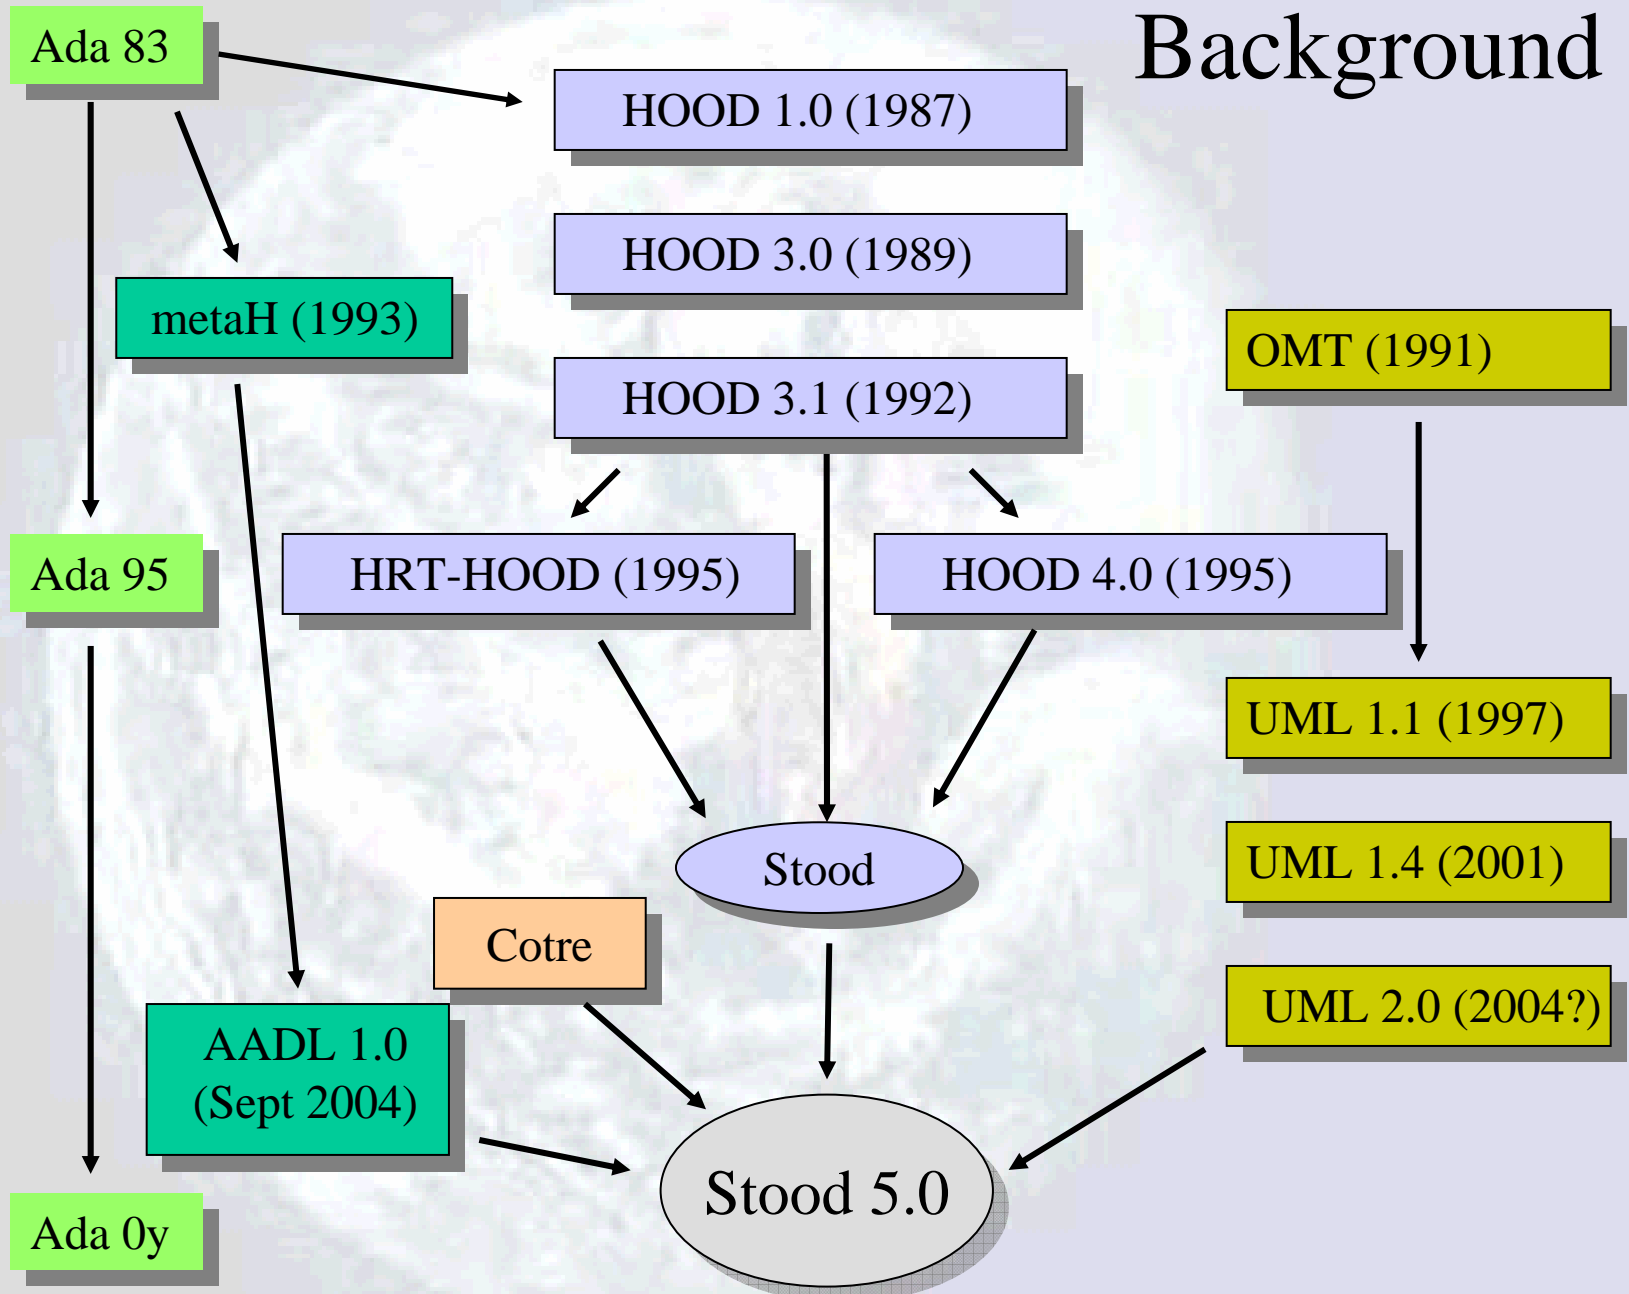 Background
Ada 83
HOOD 1.0 (1987)
HOOD 3.0 (1989)
metaH (1993)
OMT (1991)
HOOD 3.1 (1992)
Ada 95
HRT-HOOD (1995)
HOOD 4.0 (1995)
UML 1.1 (1997)
Stood
UML 1.4 (2001)
Cotre
UML 2.0 (2004?)
AADL 1.0
(Sept 2004)
Stood 5.0
Ada 0y